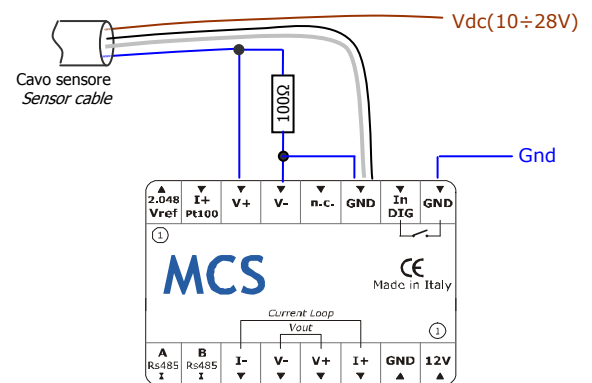 Vdc(10÷28V)
Cavo sensore
Sensor cable
100Ω
Gnd
2.048 Vref
I+ Pt100
V+
V-
n.c.
GND
In DIG
GND
1
MCS
CE
Made in Italy
Current Loop
Vout
1
A Rs485 I
B Rs485 I
I-
V-
V+
I+
GND
12V